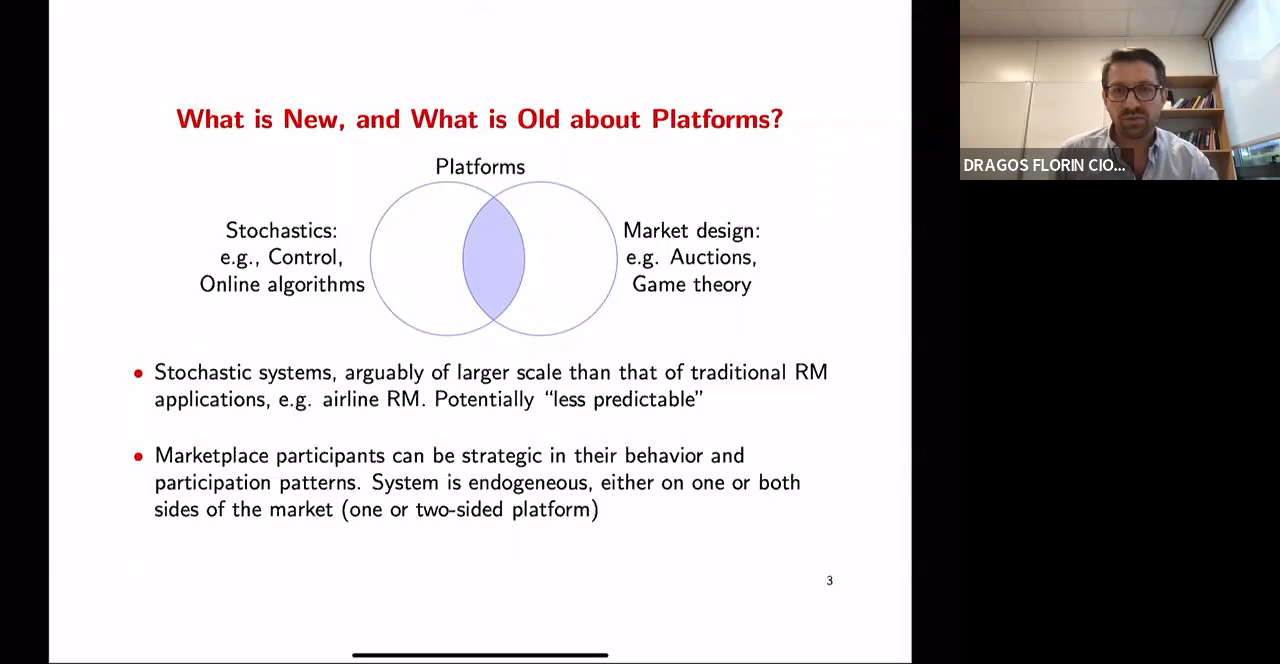 What is New, and What is Old about Platforms?
Platforms
Stochastics:
e.g., Control,
Online algorithms
Market design:
e.g. Auctions,
Game theory
• Stochastic systems, arguably of larger scale than that of traditional RM
applications, e.g. airline RM. Potentially “less predictable”
• Marketplace participants can be strategic in their behavior and
participation patterns. System is endogeneous, either on one or both
sides of the market (one or two-sided platform)
3
DRAGOS FLORIN CIO...